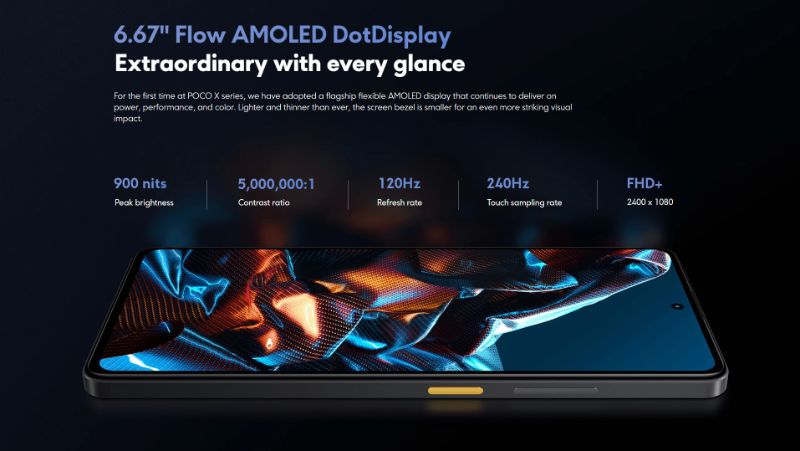 6.67" Flow AMOLED DotDisplay
Extraordinary with every glance
For the first time at POCO X series, we have adopted a flagship flexible AMOLED display that continues to deliver on
power, performance, and color. Lighter and thinner than ever, the screen bezel is smaller for an even more striking visual
impact.
900 nits
Peak brightness
5,000,000:1
Contrast ratio
120Hz
Refresh rate
240Hz
Touch sampling rate
FHD+
2400 x 1080